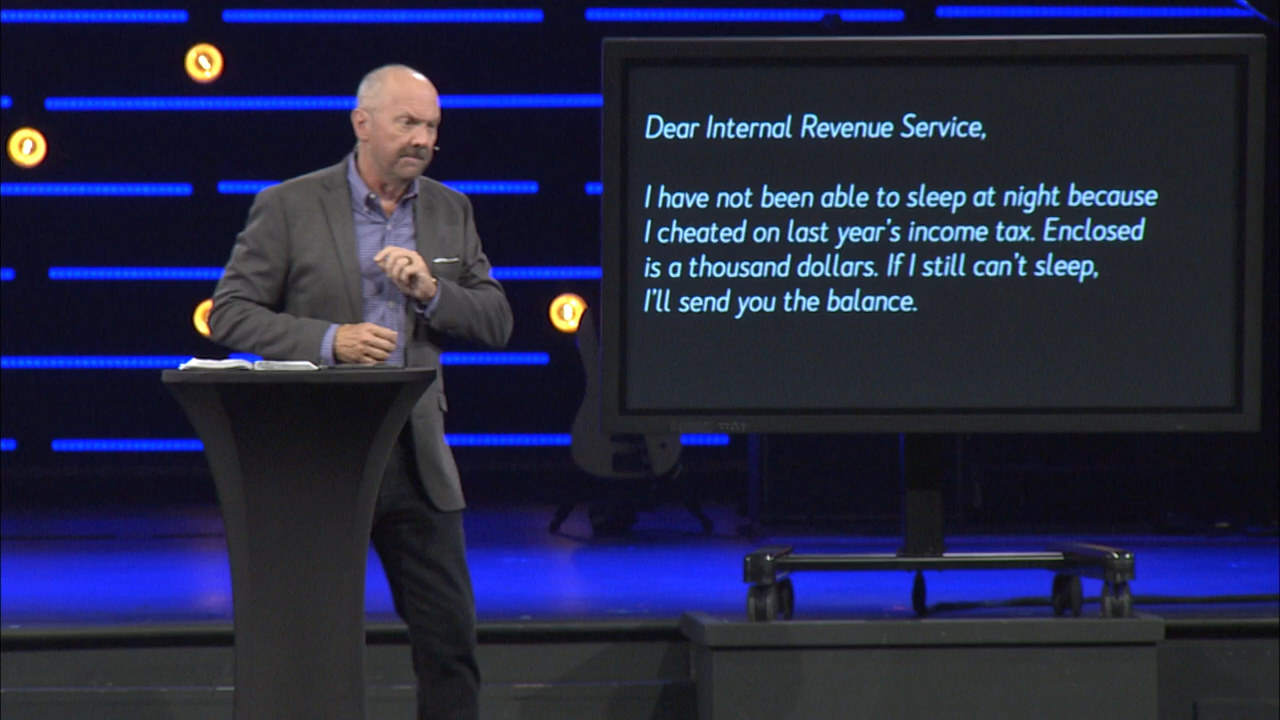 Dear Internal Revenue Service,
I have not been able to sleep at night because
I cheated on last year's income tax. Enclosed
is a thousand dollars. If I still can't sleep,
I'll send you the balance.